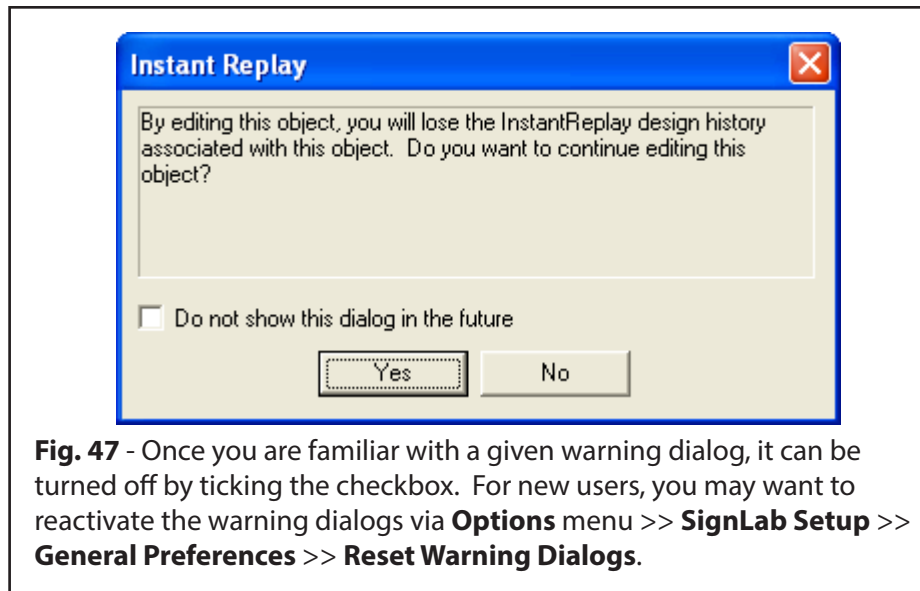 Instant Replay
By editing this object, you will lose the InstantReplay design history
associated with this object.  Do you want to continue editing this
object?
Do not show this dialog in the future
Yes
No
Fig. 47 - Once you are familiar with a given warning dialog, it can be
turned off by ticking the checkbox.  For new users, you may want to
reactivate the warning dialogs via Options menu >> SignLab Setup >>
General Preferences >> Reset Warning Dialogs.